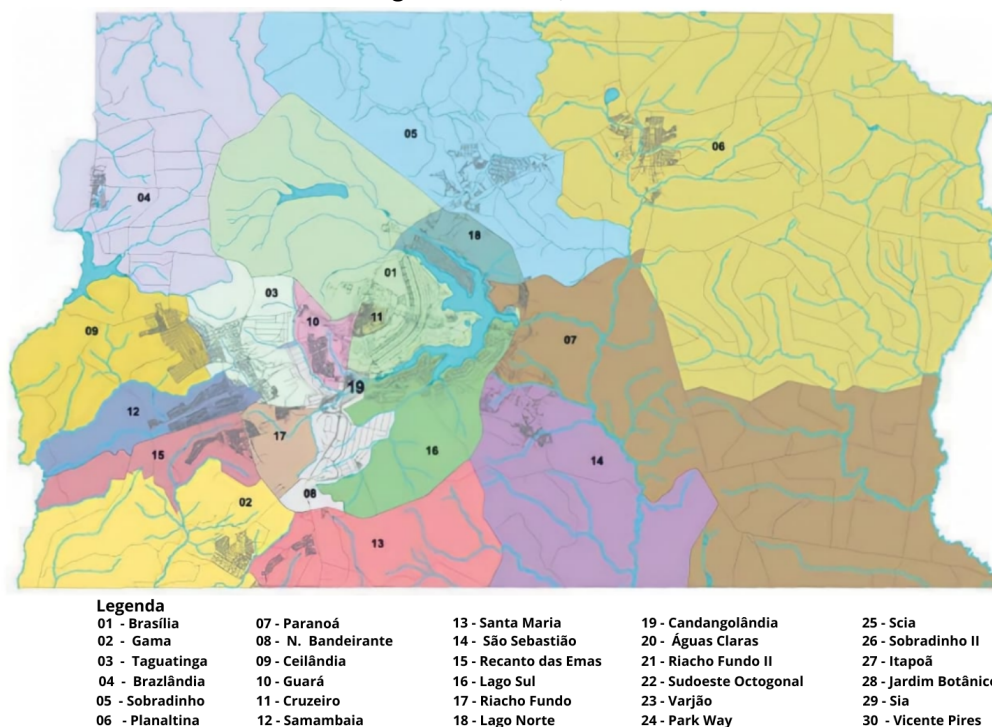 05
06
04
18
01
03
11
10
09
07
19
12
17
15
16
14
08
02
13
Legenda
01 - Brasília
02 - Gama
03 - Taguatinga
04 - Brazlândia
05 - Sobradinho
06 - Planaltina
07 - Paranoá
08 - N. Bandeirante
09 - Ceilândia
10 - Guará
11 - Cruzeiro
12 - Samambaia
13 - Santa Maria
14 - São Sebastião
15 - Recanto das Emas
16 - Lago Sul
17 - Riacho Fundo
18 - Lago Norte
19 - Candangolândia
20 - Águas Claras
21 - Riacho Fundo II
22 - Sudoeste Octogonal
23 - Varjão
24 - Park Way
25 - Scia
26 - Sobradinho II
27 - Itapoã
28 - Jardim Botânico
29 - Sia
30 - Vicente Pires